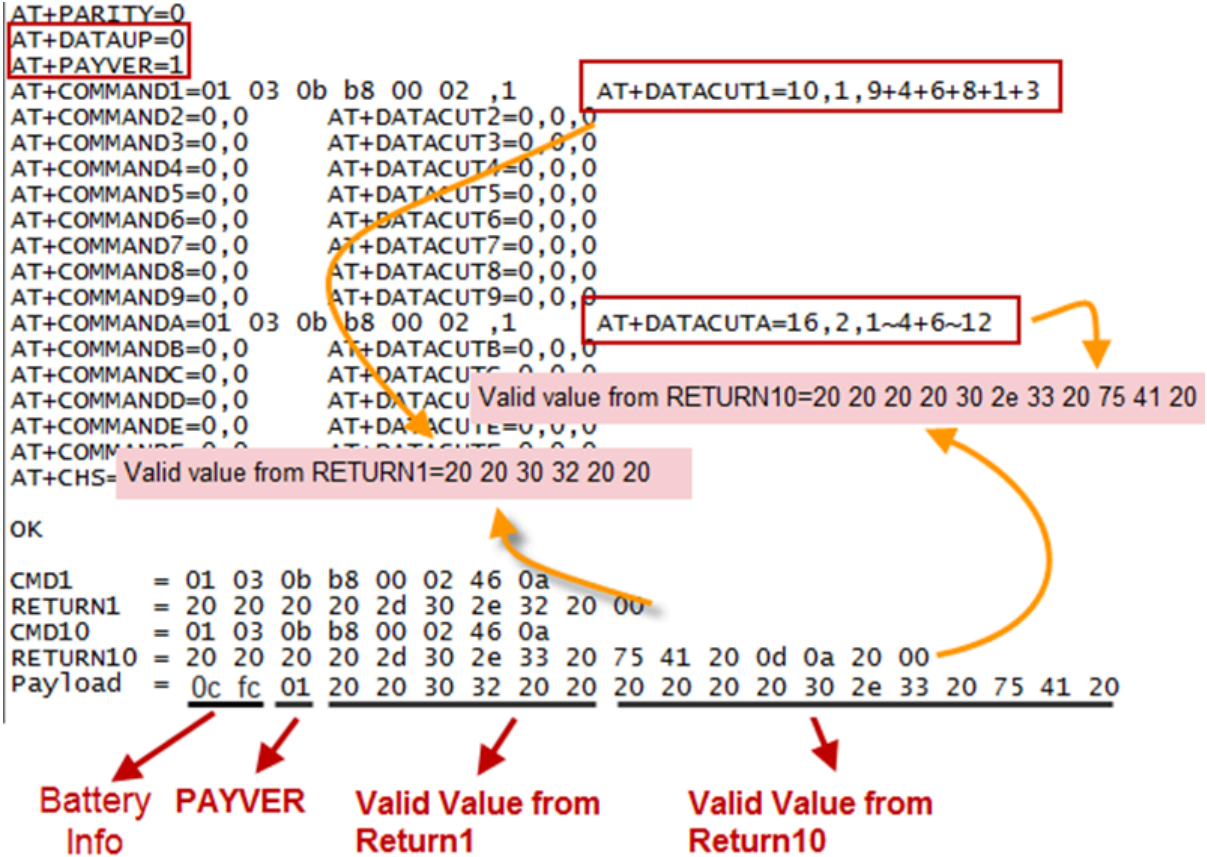 AT+PARITY=0
AT+DATAUP=0
AT+PAYVER=1
AT+COMMAND1=01 03 0b b8 00 02 ,1 AT+DATACUT1=10,1,9+4+6+8+1+3
AT+COMMAND2=0,0 AT+DATACUT2=0,0,0
AT+COMMAND3=0,0 AT+DATACUT3=0,0,0
AT+COMMAND4=0,0 AT+DATACUT4=0,0,0
AT+COMMAND5=0,0 AT+DATACUT5=0,0,0
AT+COMMAND6=0,0 AT+DATACUT6=0,0,0
AT+COMMAND7=0,0 AT+DATACUT7=0,0,0
AT+COMMAND8=0,0 AT+DATACUT8=0,0,0
AT+COMMAND9=0,0 AT+DATACUT9=0,0,0
AT+COMMANDA=01 03 0b b8 00 02 ,1 AT+DATACUTA=16,2,1~4+6~12
AT+COMMANDB=0,0 AT+DATACUTB=0,0,0
AT+COMMANDC=0,0
AT+COMMANDD=0,0 AT+DATACU
Valid value from RETURN10=20 20 20 20 30 2e 33 20 75 41 20
AT+COMMANDE=0,0 AT+DATACUTE=0,0,0
AT+CHS=
Valid value from RETURN1=20 20 30 32 20 20
OK
CMD1 = 01 03 0b b8 00 02 46 0a
RETURN1 = 20 20 20 20 2d 30 2e 32 20 00
CMD10 = 01 03 0b b8 00 02 46 0a
RETURN10 = 20 20 20 20 2d 30 2e 33 20 75 41 20 0d 0a 20 00
Payload = 0c fc 01 20 20 30 32 20 20 20 20 20 20 30 2e 33 20 75 41 20
Battery Info
PAYVER
Valid Value from
Return1
Valid Value from
Return10